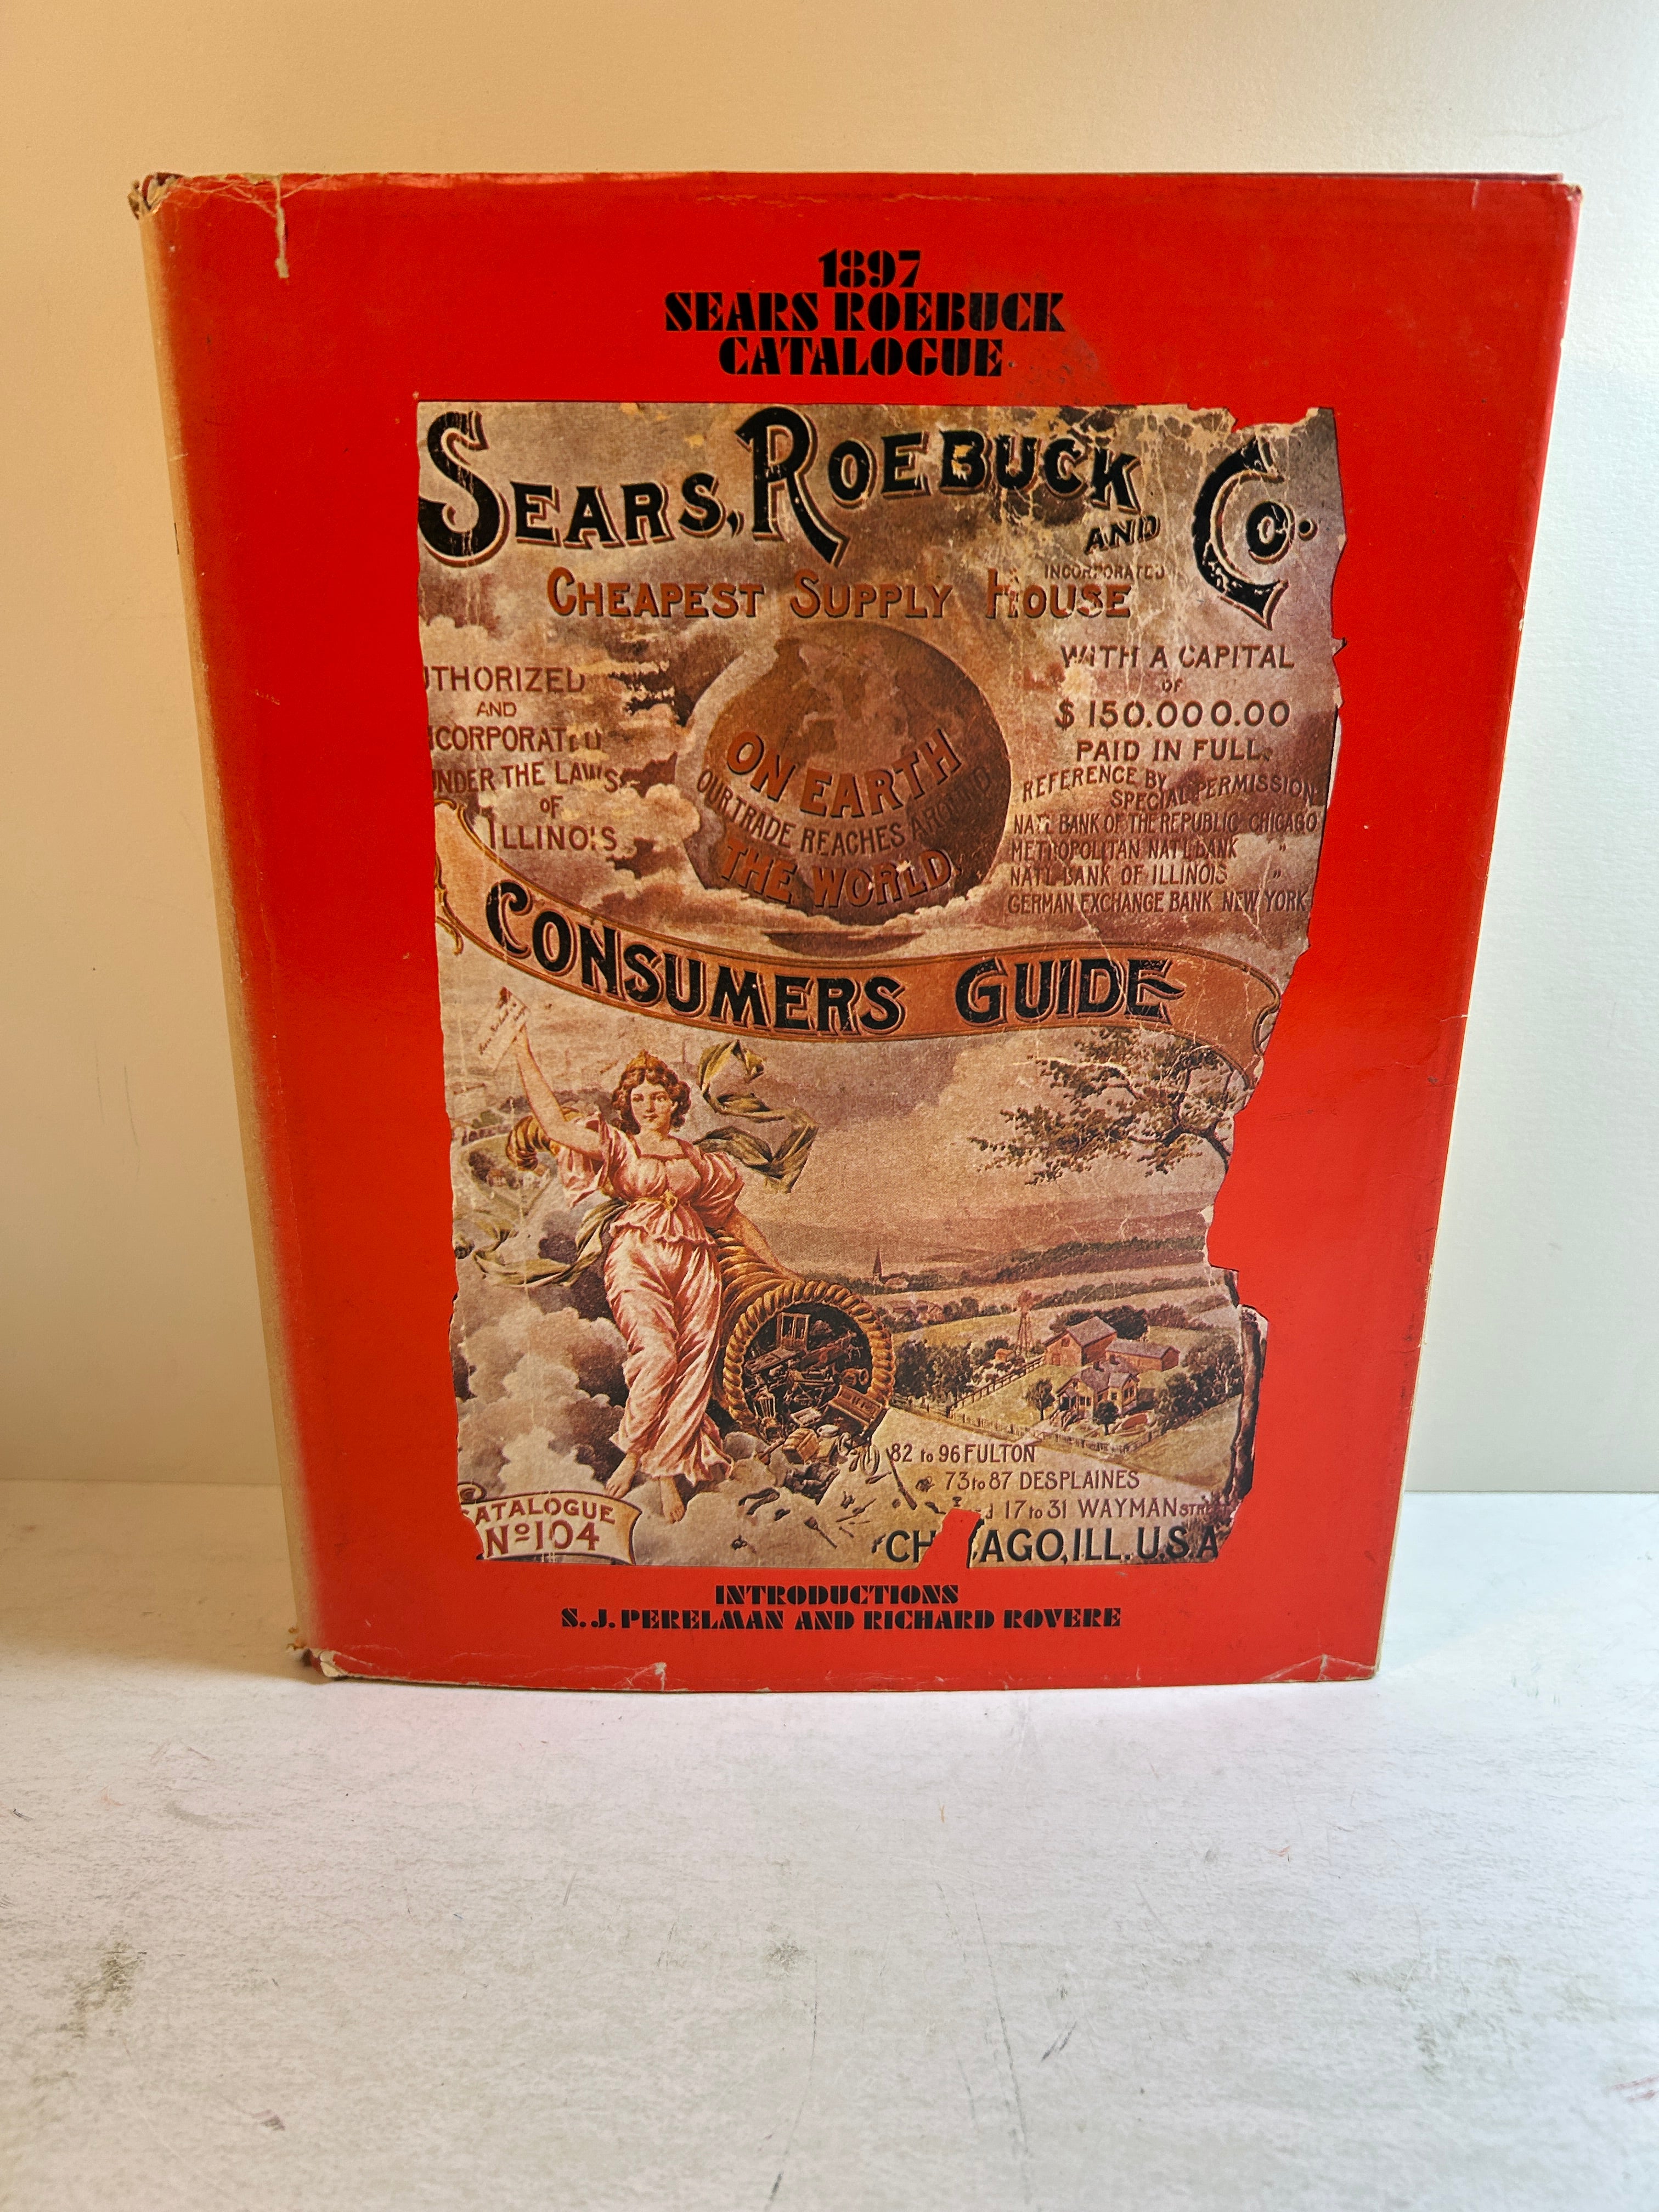 1897
SEARS ROEBUCK
CATALOGUE
SEARS, ROEBUCK AND CO.
INCORPORATED
CHEAPEST SUPPLY HOUSE
ON EARTH
OUR TRADE REACHES AROUND
THE WORLD
UTHORIZED
AND
CORPORATED
NDER THE LAWS
OF
ILLINOIS
WITH A CAPITAL
OF
$150.000.00
PAID IN FULL.
REFERENCE BY
SPECIAL PERMISSION
NAT'L BANK OF THE REPUBLIC CHICAGO
METROPOLITAN NAT'L BANK "
NAT'L BANK OF ILLINOIS "
GERMAN EXCHANGE BANK NEW YORK
CONSUMERS GUIDE
82 to 96 FULTON
73 to 87 DESPLAINES
d 17 to 31 WAYMAN STREET
CH AGO, ILL. U.S.A
CATALOGUE
No 104
INTRODUCTIONS
S. J. PERELMAN AND RICHARD ROVERE